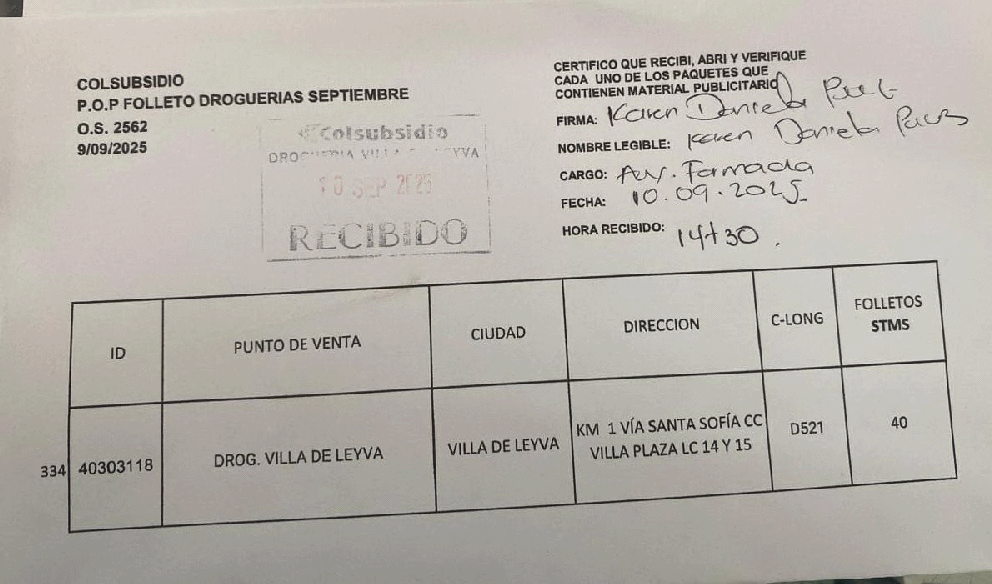 COLSUBSIDIO
P.O.P FOLLETO DROGUERIAS SEPTIEMBRE
O.S. 2562
9/09/2025
Colsubsidio
DROGUERIA VILLA DE LEYVA
10 SEP 2025
RECIBIDO
CERTIFICO QUE RECIBI, ABRI Y VERIFIQUE
CADA UNO DE LOS PAQUETES QUE
CONTIENEN MATERIAL PUBLICITARIO
FIRMA: Karen Daniela
NOMBRE LEGIBLE: Karen Daniela
CARGO: Aux. Farmacia
FECHA: 10.09.2025
HORA RECIBIDO: 14+30.
ID
PUNTO DE VENTA
CIUDAD
DIRECCION
C-LONG
FOLLETOS
STMS
334
40303118
DROG. VILLA DE LEYVA
VILLA DE LEYVA
KM 1 VÍA SANTA SOFÍA CC
VILLA PLAZA LC 14 Y 15
D521
40